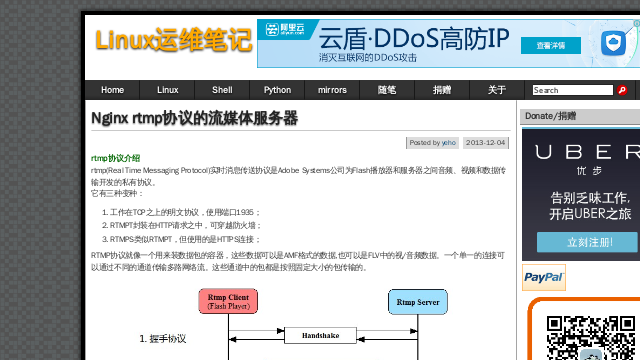 Linux运维笔记
阿里云
aliyun.com
云盾·DDoS高防IP
消灭互联网的DDoS攻击
查看详情
Home Linux Shell Python mirrors 随笔 捐赠 关于 Search
Nginx rtmp协议的流媒体服务器
Posted by yeho 2013-12-04
rtmp协议介绍
rtmp(Real Time Messaging Protocol)实时消息传送协议是Adobe Systems公司为Flash播放器和服务器之间音频、视频和数据传
输开发的私有协议。
它有三种变种：
1. 工作在TCP之上的明文协议，使用端口1935；
2. RTMPT封装在HTTP请求之中，可穿越防火墙；
3. RTMPS类似RTMPT，但使用的是HTTPS连接；
RTMP协议就像一个用来装数据包的容器，这些数据可以是AMF格式的数据,也可以是FLV中的视/音频数据。一个单一的连接可
以通过不同的通道传输多路网络流。这些通道中的包都是按照固定大小的包传输的。
Rtmp Client
(Flash Player)
Rtmp Server
1. 握手协议
Handshake
Donate/捐赠
UBER
优步
告别乏味工作,
开启UBER之旅
立刻注册!
PayPal